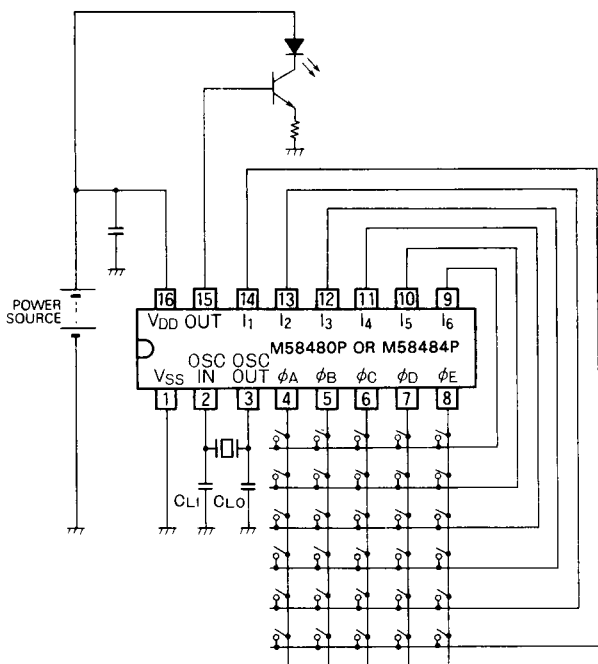 16 15 14 13 12 11 10 9
POWER
SOURCE
VDD OUT I1 I2 I3 I4 I5 I6
M58480P OR M58484P
OSC OSC
VSS IN OUT ϕA ϕB ϕC ϕD ϕE
1 2 3 4 5 6 7 8
CL1 CLO